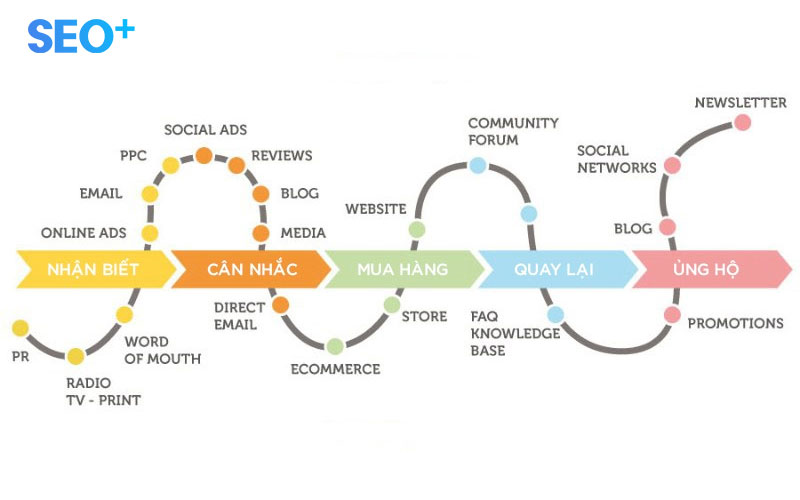 SEO+
NEWSLETTER
SOCIAL ADS
COMMUNITY
FORUM
PPC
REVIEWS
SOCIAL
NETWORKS
EMAIL
BLOG
WEBSITE
ONLINE ADS
MEDIA
BLOG
NHẬN BIẾT
CÂN NHẮC
MUA HÀNG
QUAY LẠI
ỦNG HỘ
DIRECT
EMAIL
STORE
FAQ
KNOWLEDGE
BASE
PROMOTIONS
WORD
OF MOUTH
PR
ECOMMERCE
RADIO
TV - PRINT